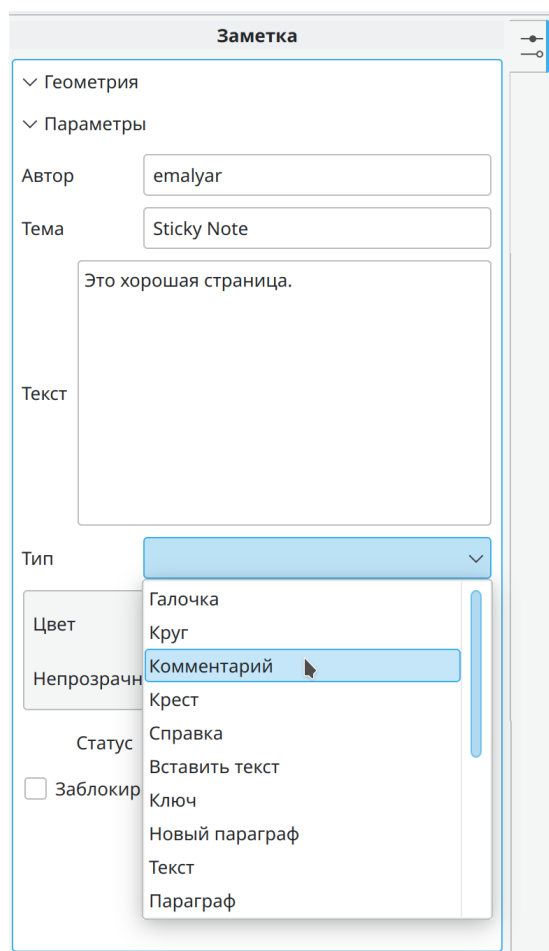 Заметка
Геометрия
Параметры
Автор
emalyar
Тема
Sticky Note
Текст
Это хорошая страница.
Тип
Галочка
Круг
Комментарий
Крест
Справка
Вставить текст
Ключ
Новый параграф
Текст
Параграф
Цвет
Непрозрачн
Статус
Заблокир